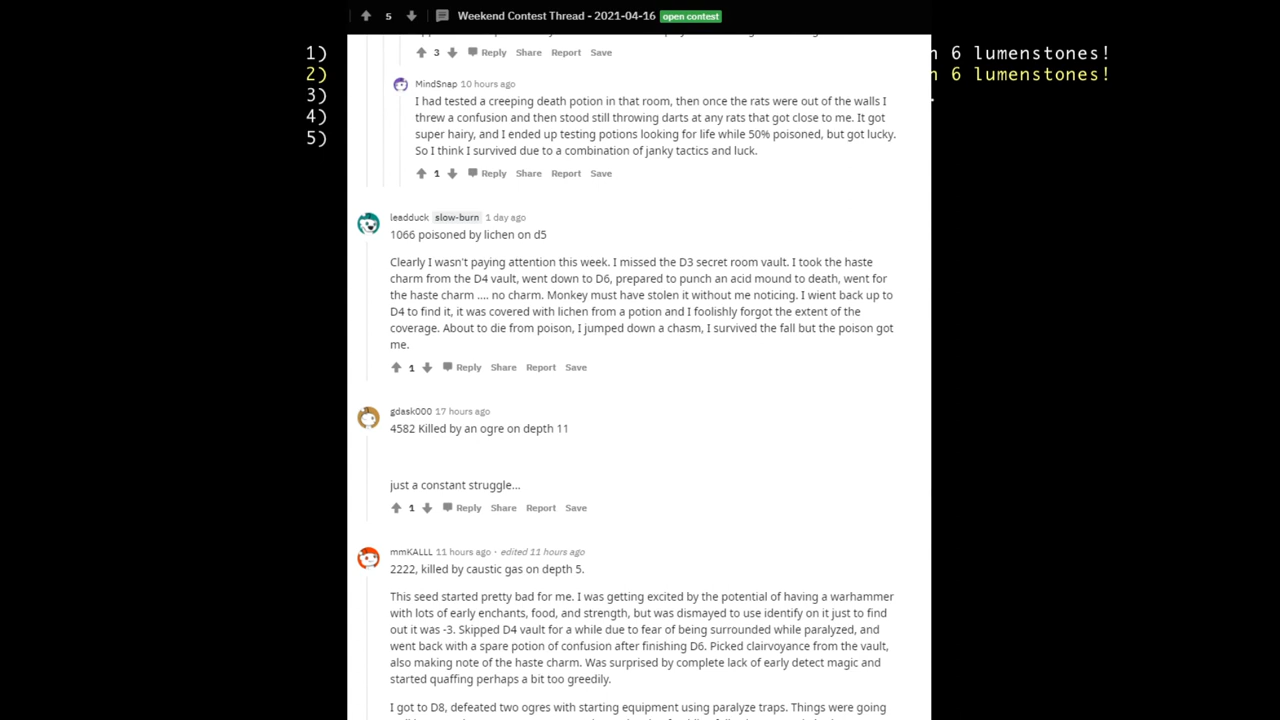 5 Weekend Contest Thread - 2021-04-16 open contest
1) n 6 lumenstones!
3 Reply Share Report Save
2) n 6 lumenstones!
MindSnap 10 hours ago
3) .
I had tested a creeping death potion in that room, then once the rats were out of the walls I
4) threw a confusion and then stood still throwing darts at any rats that got close to me. It got
5) super hairy, and I ended up testing potions looking for life while 50% poisoned, but got lucky.
So I think I survived due to a combination of janky tactics and luck.
1 Reply Share Report Save
leadduck slow-burn 1 day ago
1066 poisoned by lichen on d5
Clearly I wasn't paying attention this week. I missed the D3 secret room vault. I took the haste
charm from the D4 vault, went down to D6, prepared to punch an acid mound to death, went for
the haste charm .... no charm. Monkey must have stolen it without me noticing. I wient back up to
D4 to find it, it was covered with lichen from a potion and I foolishly forgot the extent of the
coverage. About to die from poison, I jumped down a chasm, I survived the fall but the poison got
me.
1 Reply Share Report Save
gdask000 17 hours ago
4582 Killed by an ogre on depth 11
just a constant struggle...
1 Reply Share Report Save
mmKALLL 11 hours ago · edited 11 hours ago
2222, killed by caustic gas on depth 5.
This seed started pretty bad for me. I was getting excited by the potential of having a warhammer
with lots of early enchants, food, and strength, but was dismayed to use identify on it just to find
out it was -3. Skipped D4 vault for a while due to fear of being surrounded while paralyzed, and
went back with a spare potion of confusion after finishing D6. Picked clairvoyance from the vault,
also making note of the haste charm. Was surprised by complete lack of early detect magic and
started quaffing perhaps a bit too greedily.
I got to D8, defeated two ogres with starting equipment using paralyze traps. Things were going